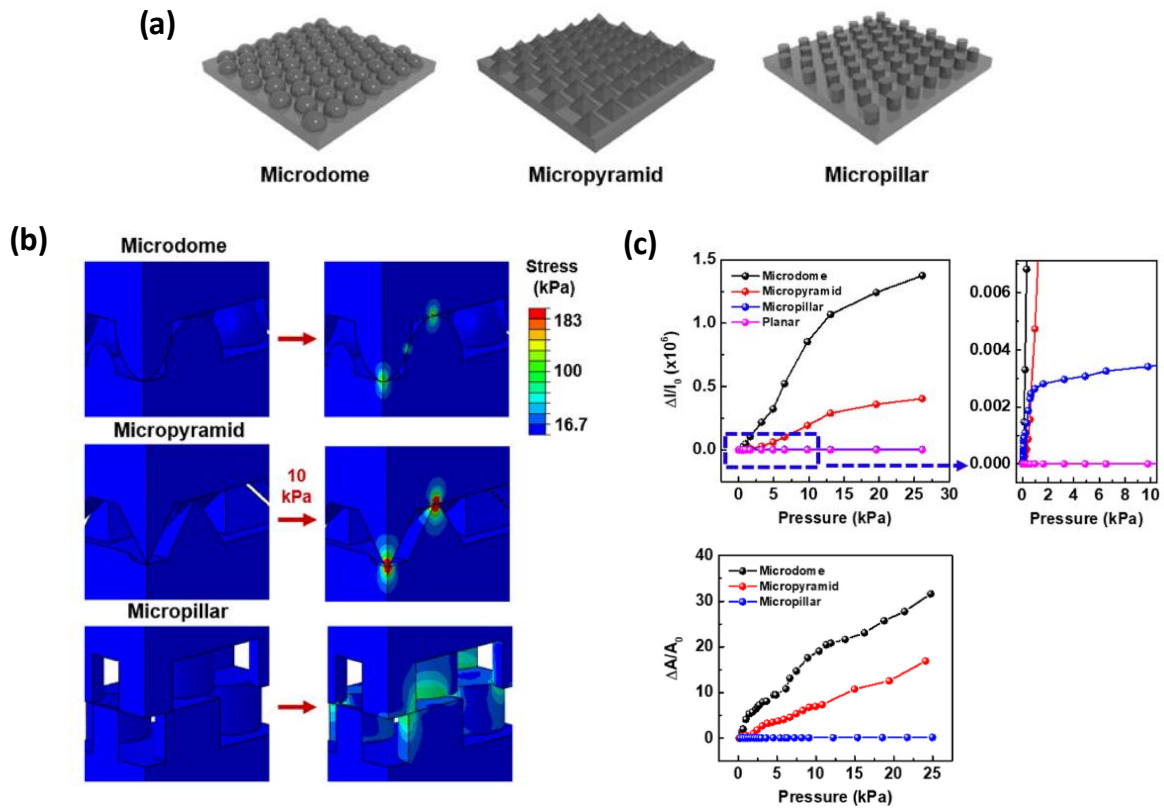 (a)
Microdome Micropyramid Micropillar
(b)
Microdome
Stress
(kPa)
183
100
16.7
Micropyramid
10
kPa
Micropillar
(c)
1.5
1.0
0.5
0.0
ΔI/I0 (x10^6)
Microdome
Micropyramid
Micropillar
Planar
0 5 10 15 20 25 30
Pressure (kPa)
0.006
0.004
0.002
0.000
0 2 4 6 8 10
Pressure (kPa)
40
30
20
10
0
ΔA/A0
Microdome
Micropyramid
Micropillar
0 5 10 15 20 25
Pressure (kPa)